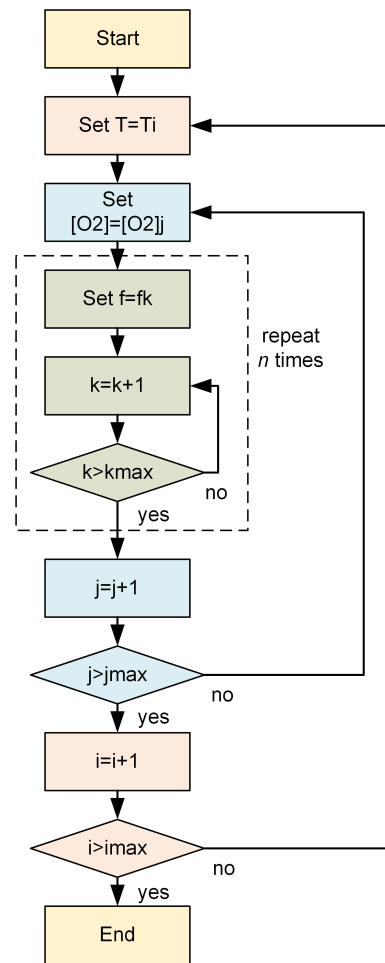 Start
Set T=Ti
Set
[O2]=[O2]j
Set f=fk
repeat
n times
k=k+1
k>kmax
no
yes
j=j+1
j>jmax
no
yes
i=i+1
i>imax
no
yes
End